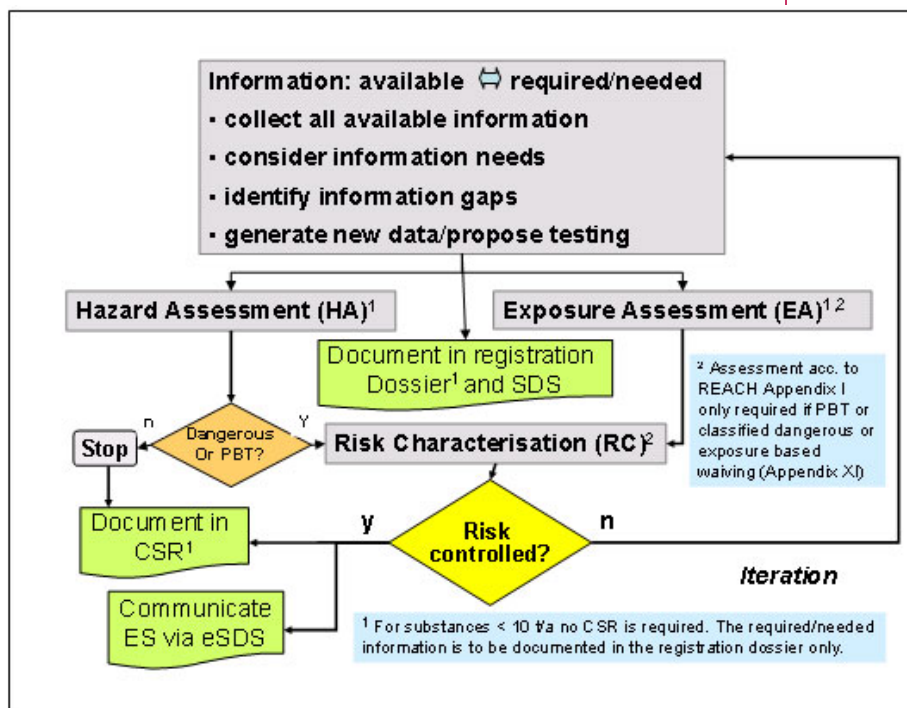 Information: available ⇔ required/needed
· collect all available information
· consider information needs
· identify information gaps
· generate new data/propose testing
Hazard Assessment (HA)¹
Exposure Assessment (EA)¹ ²
Document in registration
Dossier¹ and SDS
² Assessment acc. to
REACH Appendix I
only required if PBT or
classified dangerous or
exposure based
waiving (Appendix XI)
n
Dangerous
Or PBT?
Y
Stop
Risk Characterisation (RC)²
Document in
CSR¹
y
Risk
controlled?
n
Iteration
Communicate
ES via eSDS
¹ For substances < 10 t/a no CSR is required. The required/needed
information is to be documented in the registration dossier only.